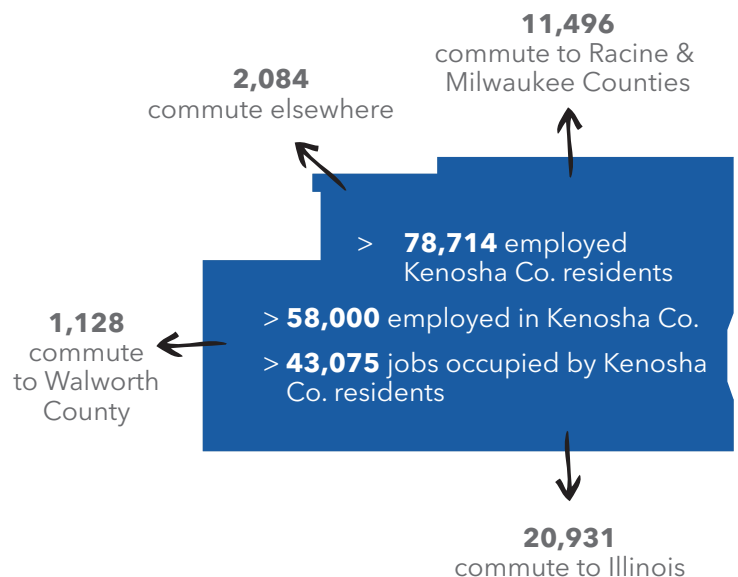 11,496
commute to Racine &
Milwaukee Counties
2,084
commute elsewhere
> 78,714 employed
Kenosha Co. residents
> 58,000 employed in Kenosha Co.
> 43,075 jobs occupied by Kenosha
Co. residents
1,128
commute
to Walworth
County
20,931
commute to Illinois